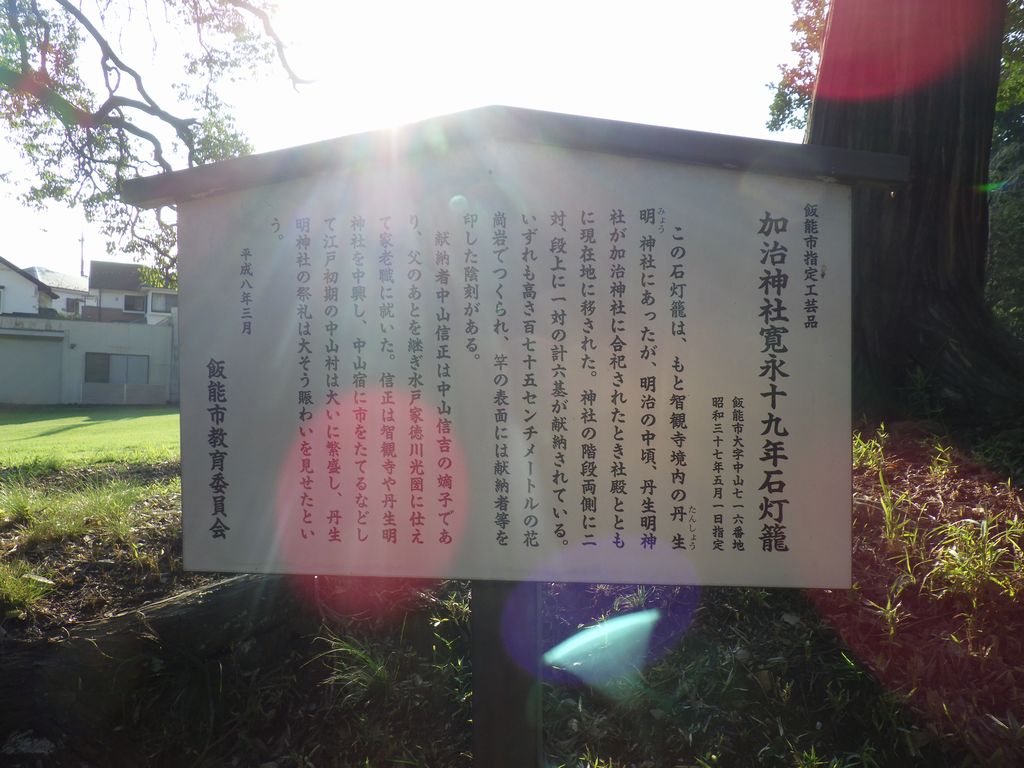 飯能市指定工芸品
加治神社寛永十九年石灯籠
飯能市大字中山七一六番地
昭和三十七年五月一日指定
この石灯籠は、もと智観寺境内の丹生
たんしょう
明神社にあったが、明治の中頃、丹生明神
みょう
社が加治神社に合祀されたとき社殿ととも
に現在地に移された。神社の階段両側に二
対、段上に一対の計六基が献納されている。
いずれも高さ百七十五センチメートルの花
崗岩でつくられ、竿の表面には献納者等を
印した陰刻がある。
献納者中山信正は中山信吉の嫡子であ
り、父のあとを継ぎ水戸家徳川光圀に仕え
て家老職に就いた。信正は智観寺や丹生明
神社を中興し、中山宿に市をたてるなどし
て江戸初期の中山村は大いに繁盛し、丹生
明神社の祭礼は大そう賑わいを見せたとい
う。
平成八年三月
飯能市教育委員会